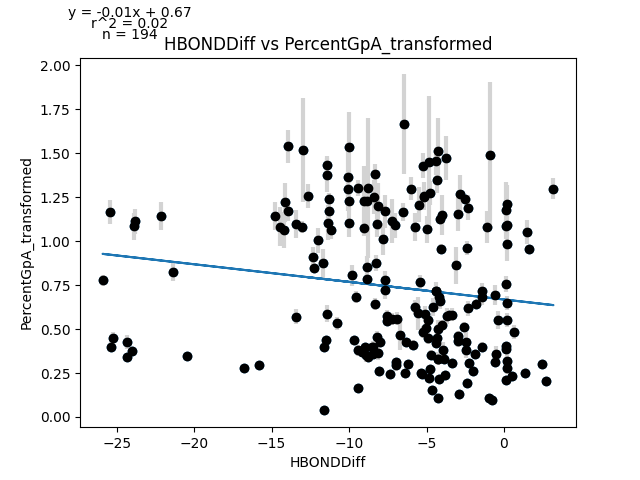 y = -0.01x + 0.67
r^2 = 0.02
n = 194
HBONDDiff vs PercentGpA_transformed
2.00
1.75
1.50
1.25
1.00
0.75
0.50
0.25
0.00
PercentGpA_transformed
−25
−20
−15
−10
−5
0
HBONDDiff